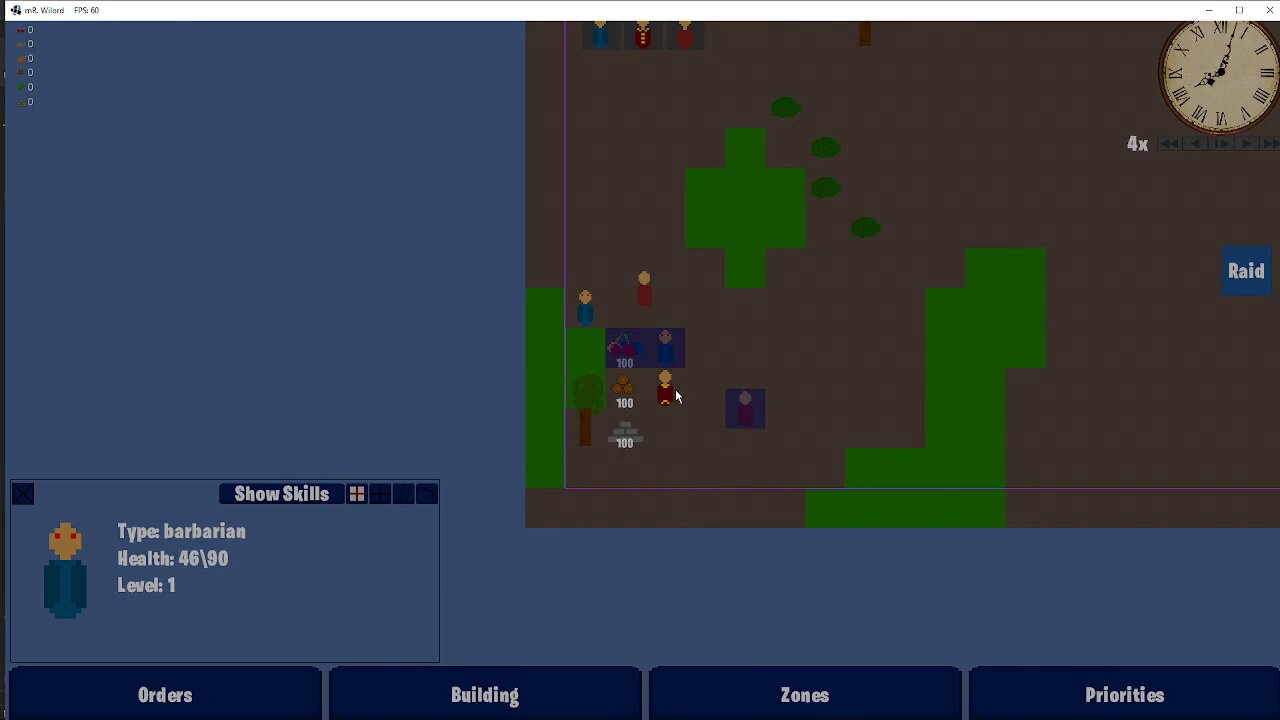 mR. Wilord FPS: 60
0
0
0
0
0
0
4x
Raid
100
100
100
Show Skills
Type: barbarian
Health: 46\90
Level: 1
Orders
Building
Zones
Priorities